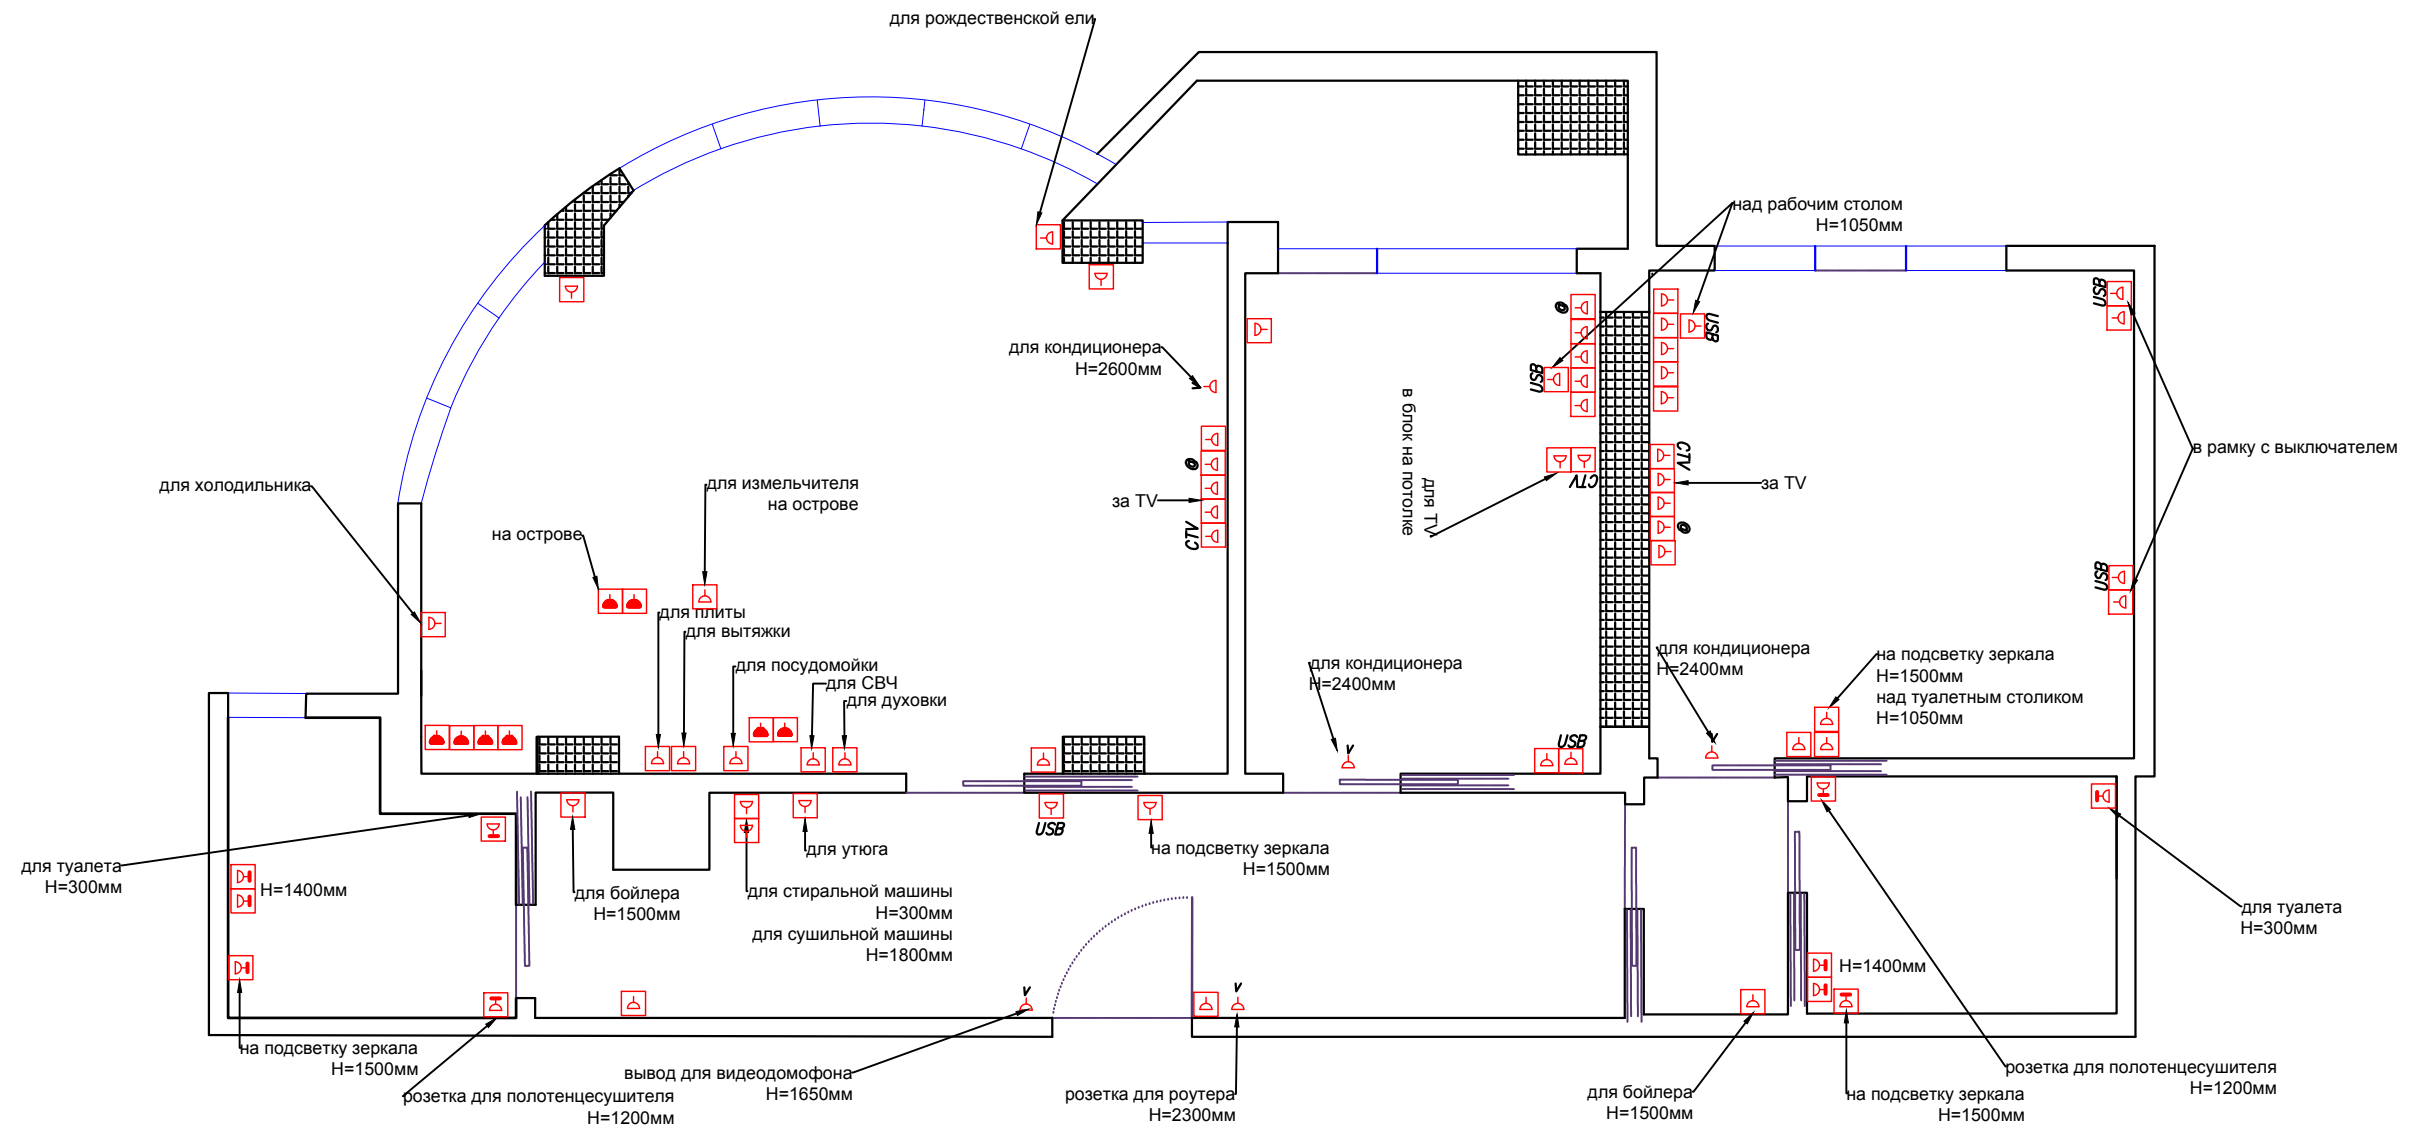 для рождественской ели
над рабочим столом
H=1050мм
USB
@
USB
для кондиционера
H=2600мм
USB
в блок на потолке
для TV
CTV
в рамку с выключателем
для холодильника
для измельчителя
на острове
@
за TV
CTV
CTV
за TV
@
на острове
USB
для плиты
для вытяжки
для посудомойки
для СВЧ
для духовки
для кондиционера
H=2400мм
для кондиционера
H=2400мм
на подсветку зеркала
H=1500мм
над туалетным столиком
H=1050мм
v
USB
v
для туалета
H=300мм
H=1400мм
для бойлера
H=1500мм
для утюга
для стиральной машины
H=300мм
для сушильной машины
H=1800мм
USB
на подсветку зеркала
H=1500мм
для туалета
H=300мм
H=1400мм
v
v
на подсветку зеркала
H=1500мм
розетка для полотенцесушителя
H=1200мм
вывод для видеодомофона
H=1650мм
розетка для роутера
H=2300мм
для бойлера
H=1500мм
на подсветку зеркала
H=1500мм
розетка для полотенцесушителя
H=1200мм